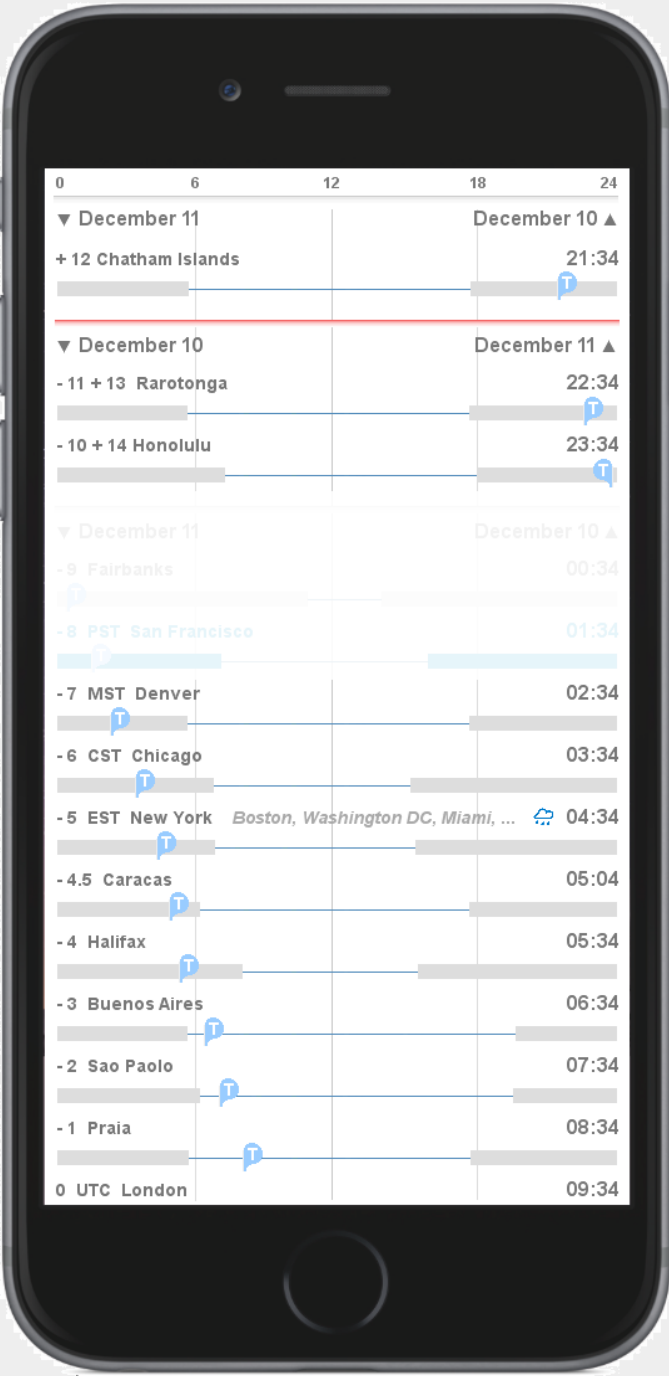 0 6 12 18 24
▼ December 11 December 10 ▲
+ 12 Chatham Islands 21:34
T
▼ December 10 December 11 ▲
- 11 + 13 Rarotonga 22:34
T
- 10 + 14 Honolulu 23:34
T
▼ December 11 December 10 ▲
- 9 Fairbanks 00:34
T
- 8 PST San Francisco 01:34
T
- 7 MST Denver 02:34
T
- 6 CST Chicago 03:34
T
- 5 EST New York Boston, Washington DC, Miami, ... 04:34
T
- 4.5 Caracas 05:04
T
- 4 Halifax 05:34
T
- 3 Buenos Aires 06:34
T
- 2 Sao Paolo 07:34
T
- 1 Praia 08:34
T
0 UTC London 09:34